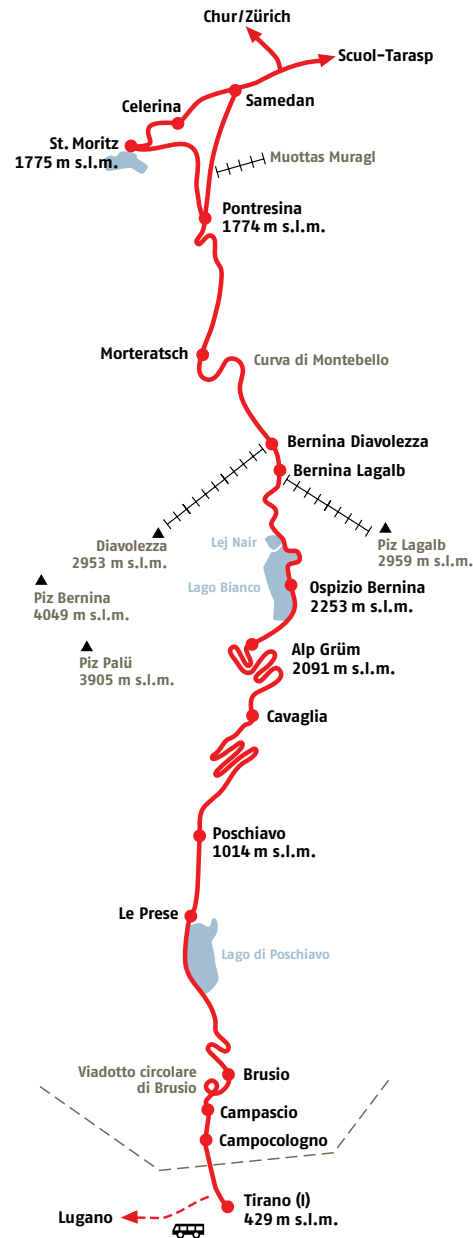 Chur/Zürich
Scuol-Tarasp
Celerina
Samedan
St. Moritz
1775 m s.l.m.
Muottas Muragl
Pontresina
1774 m s.l.m.
Morteratsch
Curva di Montebello
Bernina Diavolezza
Bernina Lagalb
Diavolezza
2953 m s.l.m.
Lej Nair
Piz Lagalb
2959 m s.l.m.
Piz Bernina
4049 m s.l.m.
Lago Bianco
Ospizio Bernina
2253 m s.l.m.
Piz Palü
3905 m s.l.m.
Alp Grüm
2091 m s.l.m.
Cavaglia
Poschiavo
1014 m s.l.m.
Le Prese
Lago di Poschiavo
Viadotto circolare
di Brusio
Brusio
Campascio
Campocologno
Tirano (I)
429 m s.l.m.
Lugano